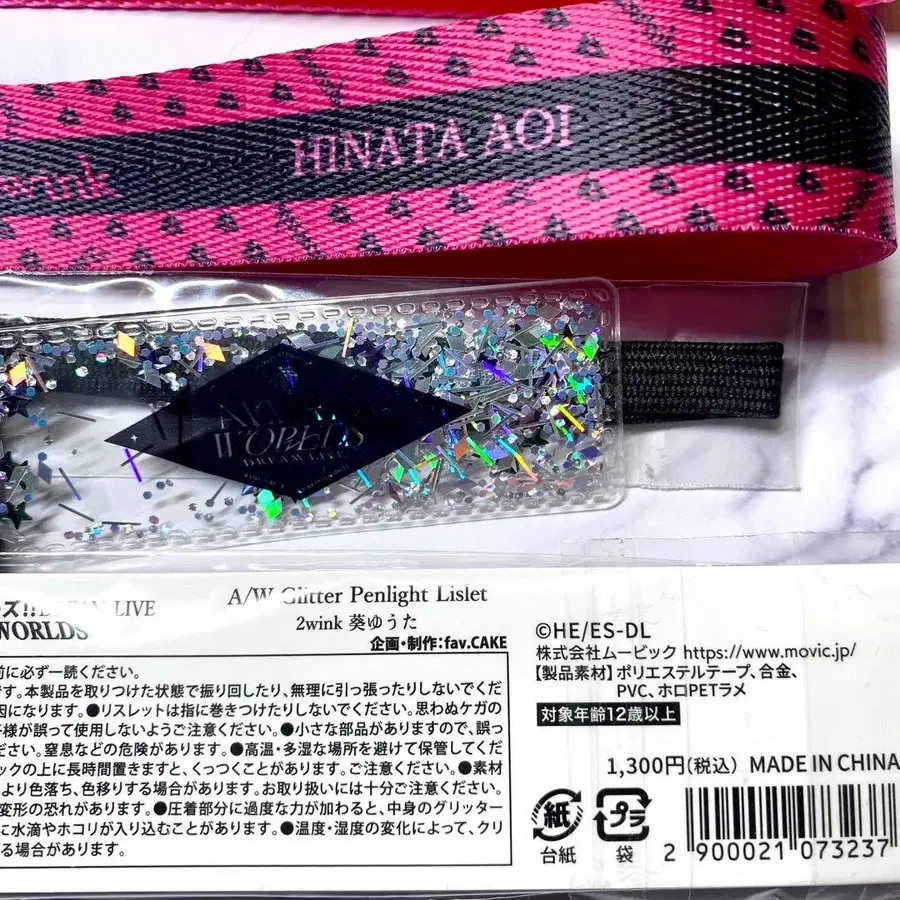 wink HINATA AOI
WORLDS
DREAM LIVE
ズ!!DREAM LIVE
WORLDS
A/W Glitter Penlight Lislet
2wink 葵ゆうた
企画・制作:fav.CAKE
前に必ず一読ください。
です。本製品を取りつけた状態で振り回したり、無理に引っ張ったりしないでくだ
因になります。●リスレットは指に巻きつけたりしないでください。思わぬケガの
子様が誤って使用しないようご注意ください。●小さな部品がありますので、誤っ
ださい。窒息などの危険があります。●高温・多湿な場所を避けて保管してくだ
ックの上に長時間置きますと、くっつくことがあります。ご注意ください。●素材
より色落ち、色移りする場合があります。お取り扱いには十分ご注意ください。
変形の恐れがあります。●圧着部分に過度な力が加わると、中身のグリッター
に水滴やホコリが入り込むことがあります。●温度・湿度の変化によって、クリ
る場合があります。
©HE/ES-DL
株式会社ムービック https://www.movic.jp/
【製品素材】ポリエステルテープ、合金、
PVC、ホロPETラメ
対象年齢12歳以上
1,300円(税込) MADE IN CHINA
紙 プラ
台紙 袋
2 900021 073237